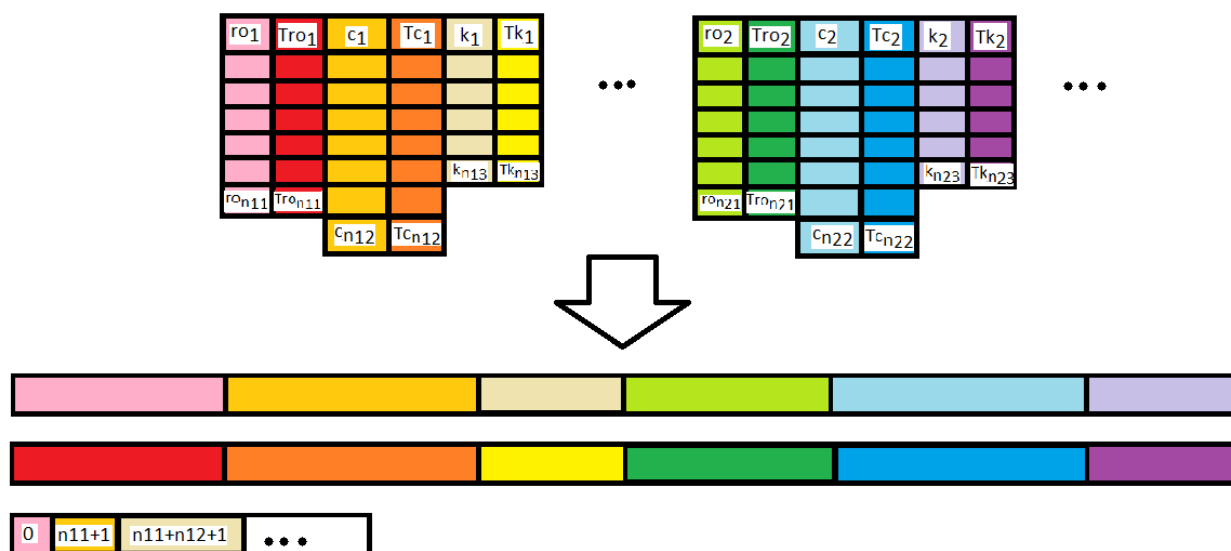 ro1 Tro1 c1 Tc1 k1 Tk1 ... ro2 Tro2 c2 Tc2 k2 Tk2 ...
kn13 Tkn13 kn23 Tkn23
ron11 Tron11 ron21 Tron21
cn12 Tcn12 cn22 Tcn22
0 n11+1 n11+n12+1 ...